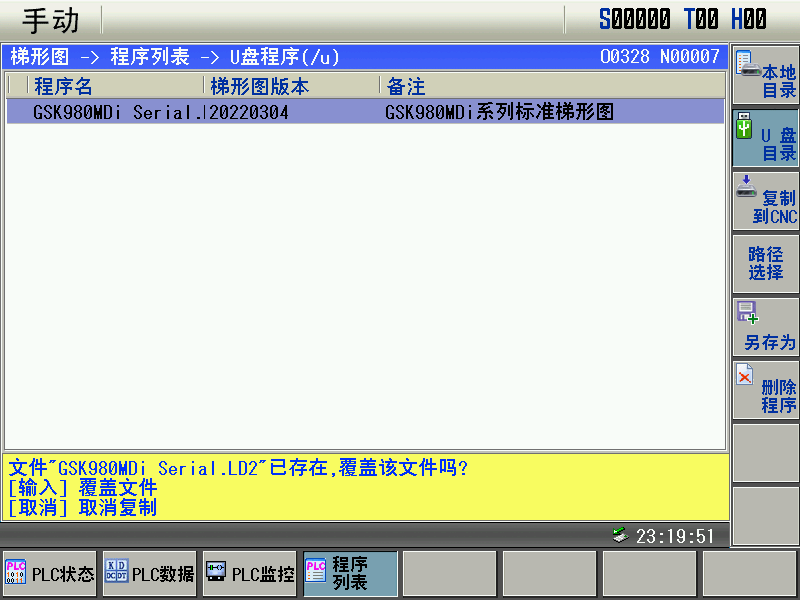 手动
S00000 T00 H00
梯形图 -> 程序列表 -> U盘程序(/u)
O0328 N00007
程序名 梯形图版本 备注
GSK980MDi Serial. 20220304 GSK980MDi系列标准梯形图
本地
目录
U 盘
目录
复制
到CNC
路径
选择
另存为
删除
程序
文件"GSK980MDi Serial.LD2"已存在,覆盖该文件吗?
[输入] 覆盖文件
[取消] 取消复制
23:19:51
PLC状态
PLC数据
PLC监控
PLC
程序
列表